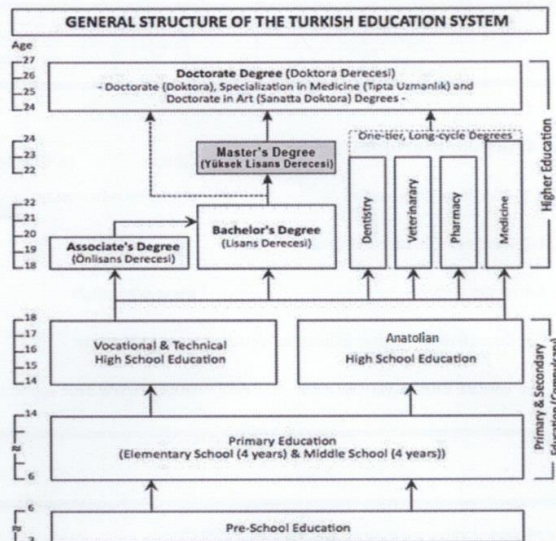 GENERAL STRUCTURE OF THE TURKISH EDUCATION SYSTEM
Age
27
26
25
24
Doctorate Degree (Doktora Derecesi)
- Doctorate (Doktora), Specialization in Medicine (Tıpta Uzmanlık) and
Doctorate in Art (Sanatta Doktora) Degrees -
24
23
22
Master's Degree
(Yüksek Lisans Derecesi)
One-tier, Long-cycle Degrees
Dentistry
Veterinarary
Pharmacy
Medicine
Higher Education
22
21
20
19
18
Bachelor's Degree
(Lisans Derecesi)
Associate's Degree
(Önlisans Derecesi)
18
17
16
15
14
Vocational & Technical
High School Education
Anatolian
High School Education
Primary & Secondary
14
≈
6
Primary Education
(Elementary School (4 years) & Middle School (4 years))
6
≈
Pre-School Education